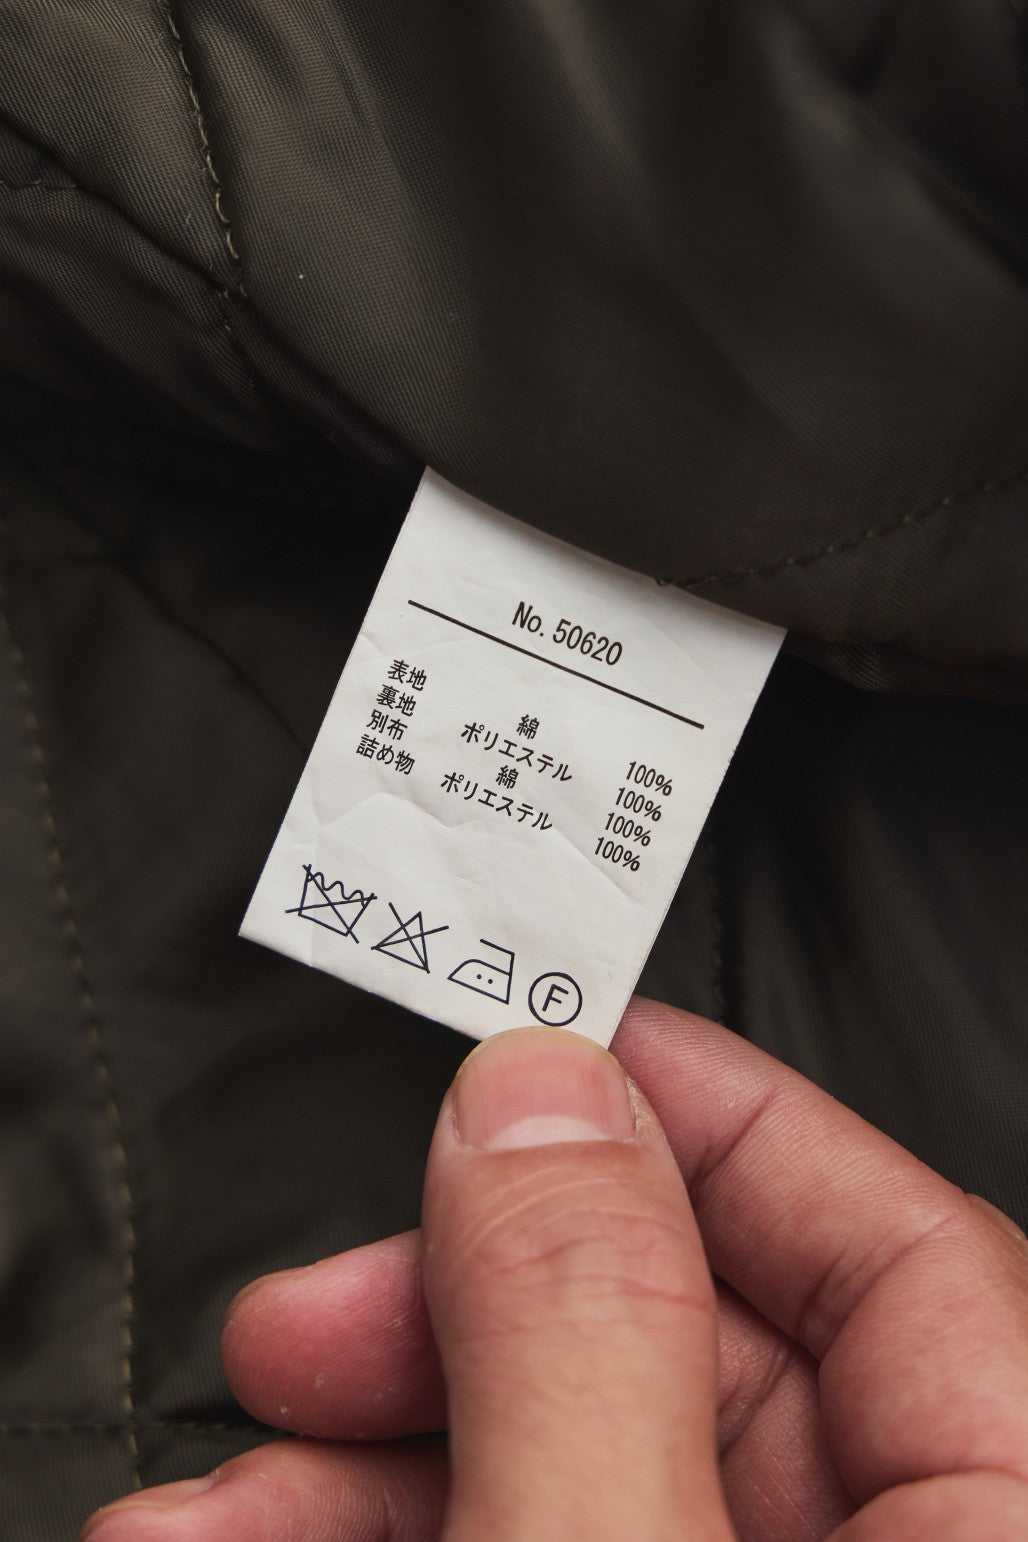 No. 50620
表地 綿 100%
裏地 ポリエステル 100%
別布 綿 100%
詰め物 ポリエステル 100%
F